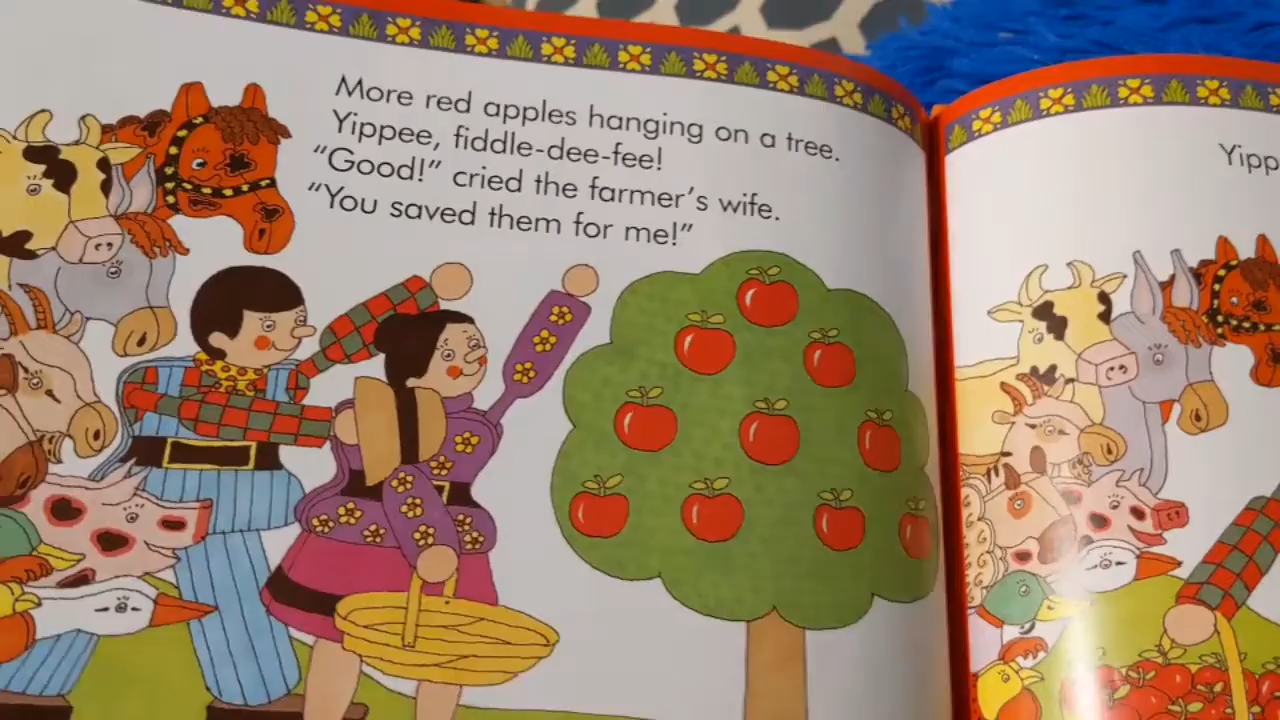 More red apples hanging on a tree.
Yippee, fiddle-dee-fee!
“Good!” cried the farmer’s wife.
“You saved them for me!”